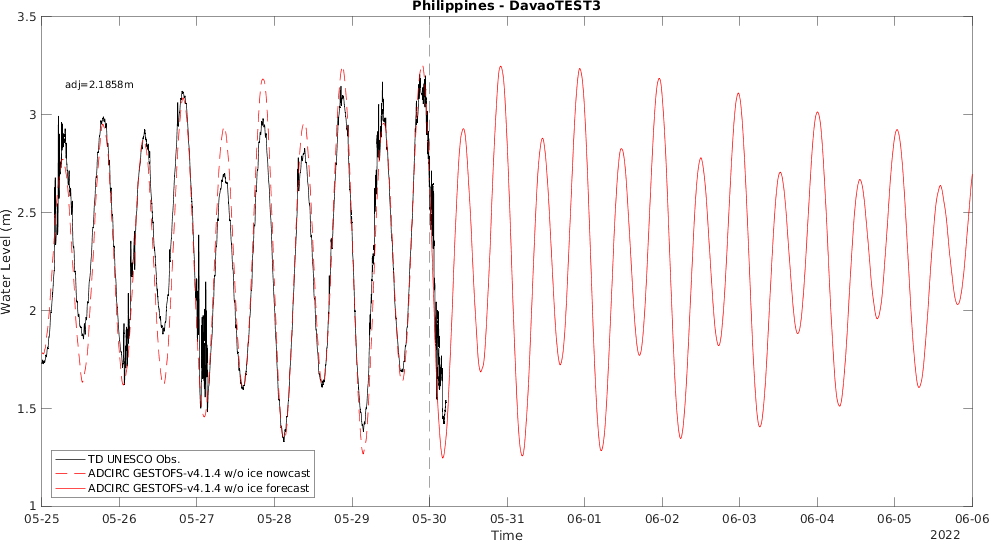 Philippines - DavaoTEST3
3.5
adj=2.1858m
3
2.5
Water Level (m)
2
1.5
TD UNESCO Obs.
ADCIRC GESTOFS-v4.1.4 w/o ice nowcast
ADCIRC GESTOFS-v4.1.4 w/o ice forecast
1
05-25 05-26 05-27 05-28 05-29 05-30 05-31 06-01 06-02 06-03 06-04 06-05 06-06
Time
2022